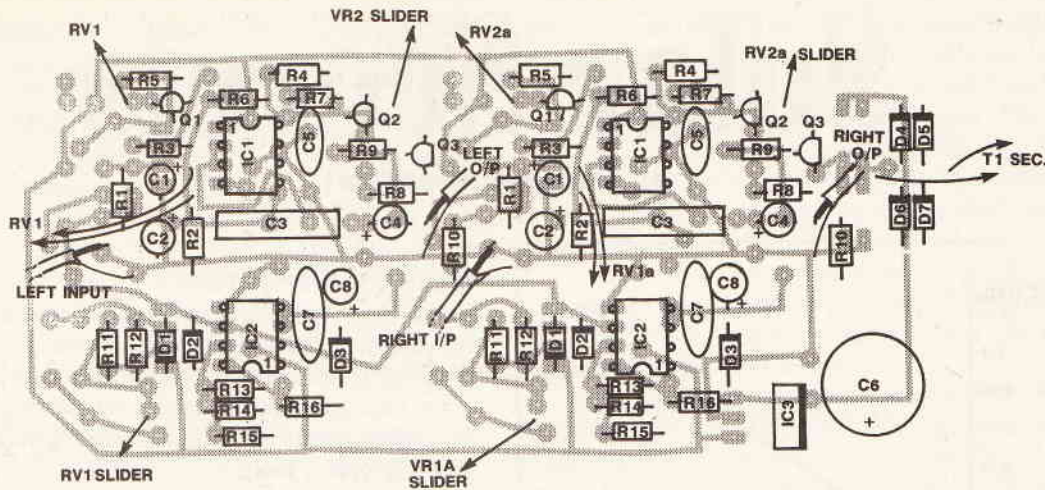 VR2 SLIDER
RV1
RV2a
RV2a SLIDER
R5
R4
R5
R4
R6
R7
R6
R7
Q1
Q2
Q1
Q2
Q3
RIGHT O/P
D4
D5
1
IC1
C5
Q3
LEFT O/P
1
IC1
C5
T1 SEC.
R3
R9
R3
R9
C1
R8
C1
R8
R1
R1
D6
D7
RV1
C2
+
R2
C3
C4
+
R10
C2
+
R2
C3
C4
+
R10
LEFT INPUT
RV1a
C8
+
C8
+
IC2
C7
RIGHT I/P
IC2
C7
R11
R12
D1
D2
D3
R11
R12
D1
D2
D3
1
1
C6
+
R13
R13
R14
R16
R14
R16
IC3
R15
R15
RV1 SLIDER
VR1A SLIDER